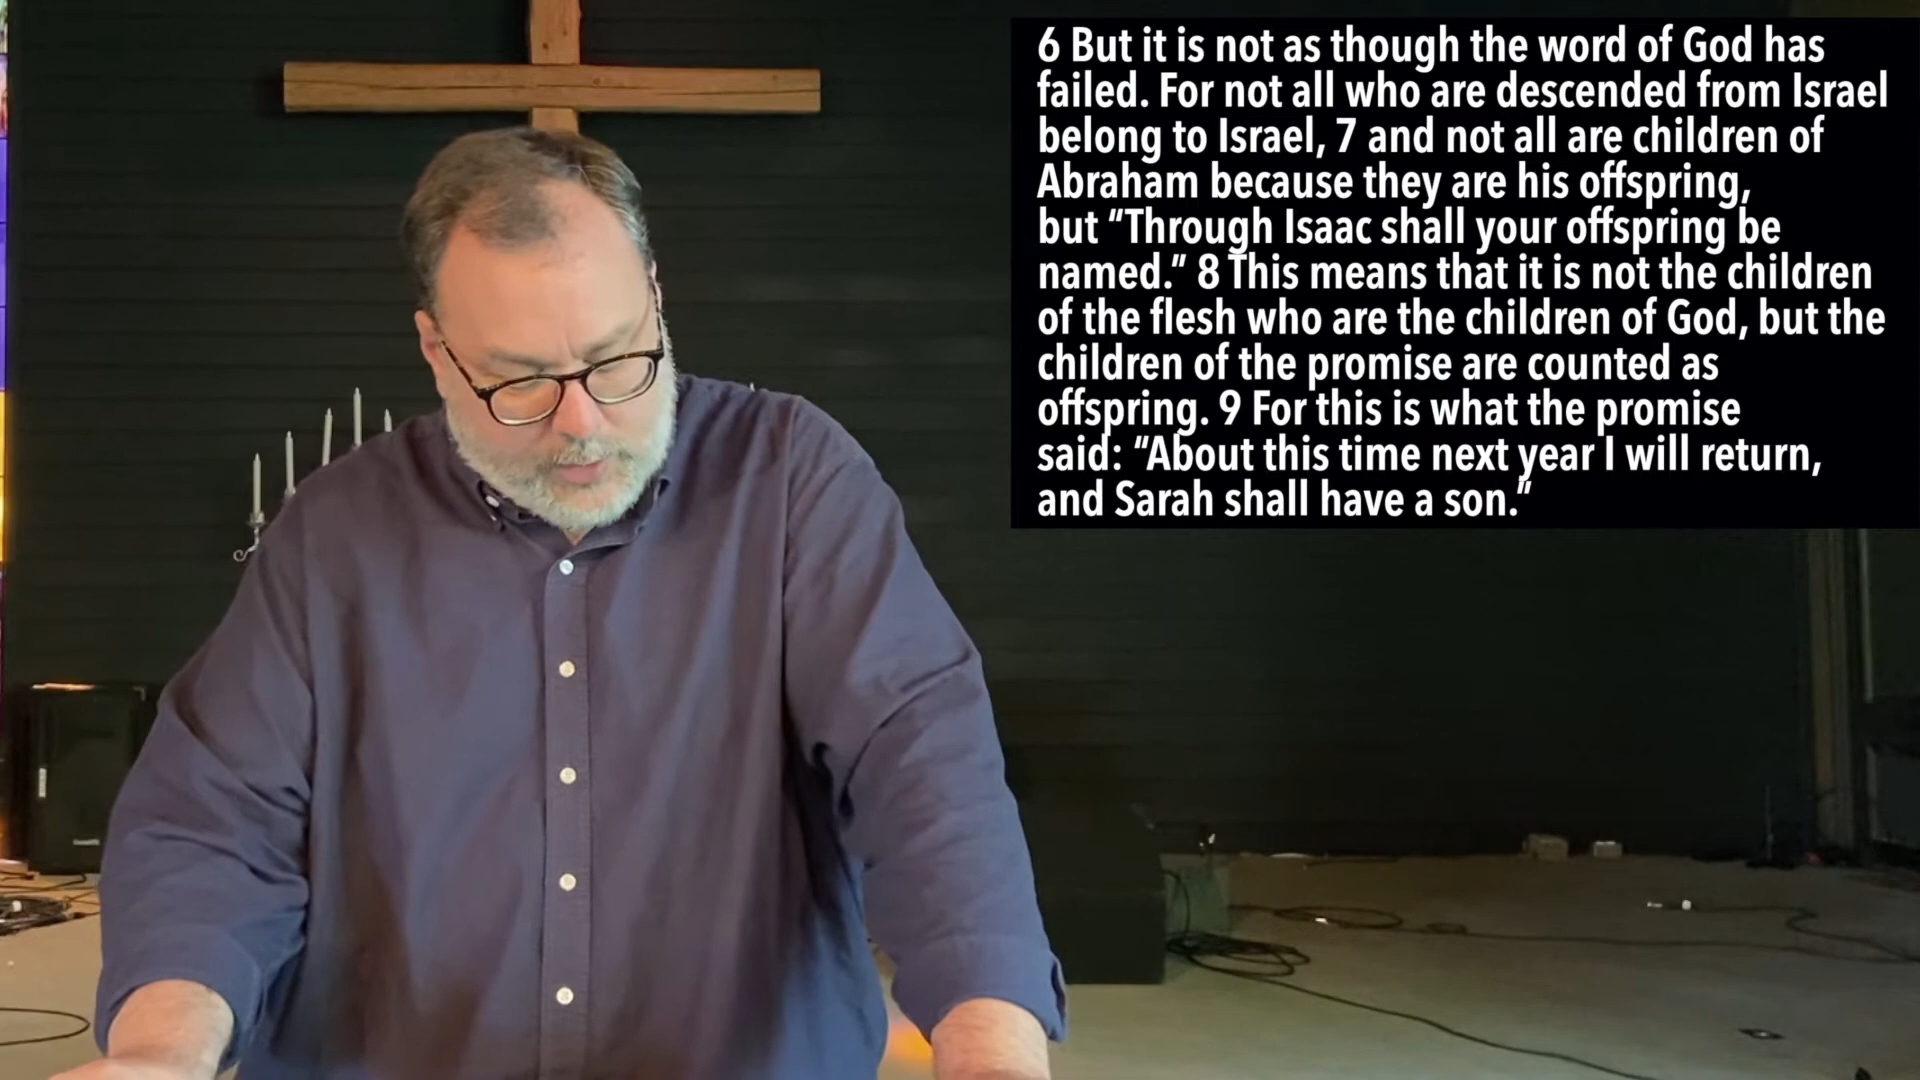 6 But it is not as though the word of God has
failed. For not all who are descended from Israel
belong to Israel, 7 and not all are children of
Abraham because they are his offspring,
but “Through Isaac shall your offspring be
named.” 8 This means that it is not the children
of the flesh who are the children of God, but the
children of the promise are counted as
offspring. 9 For this is what the promise
said: “About this time next year I will return,
and Sarah shall have a son.”